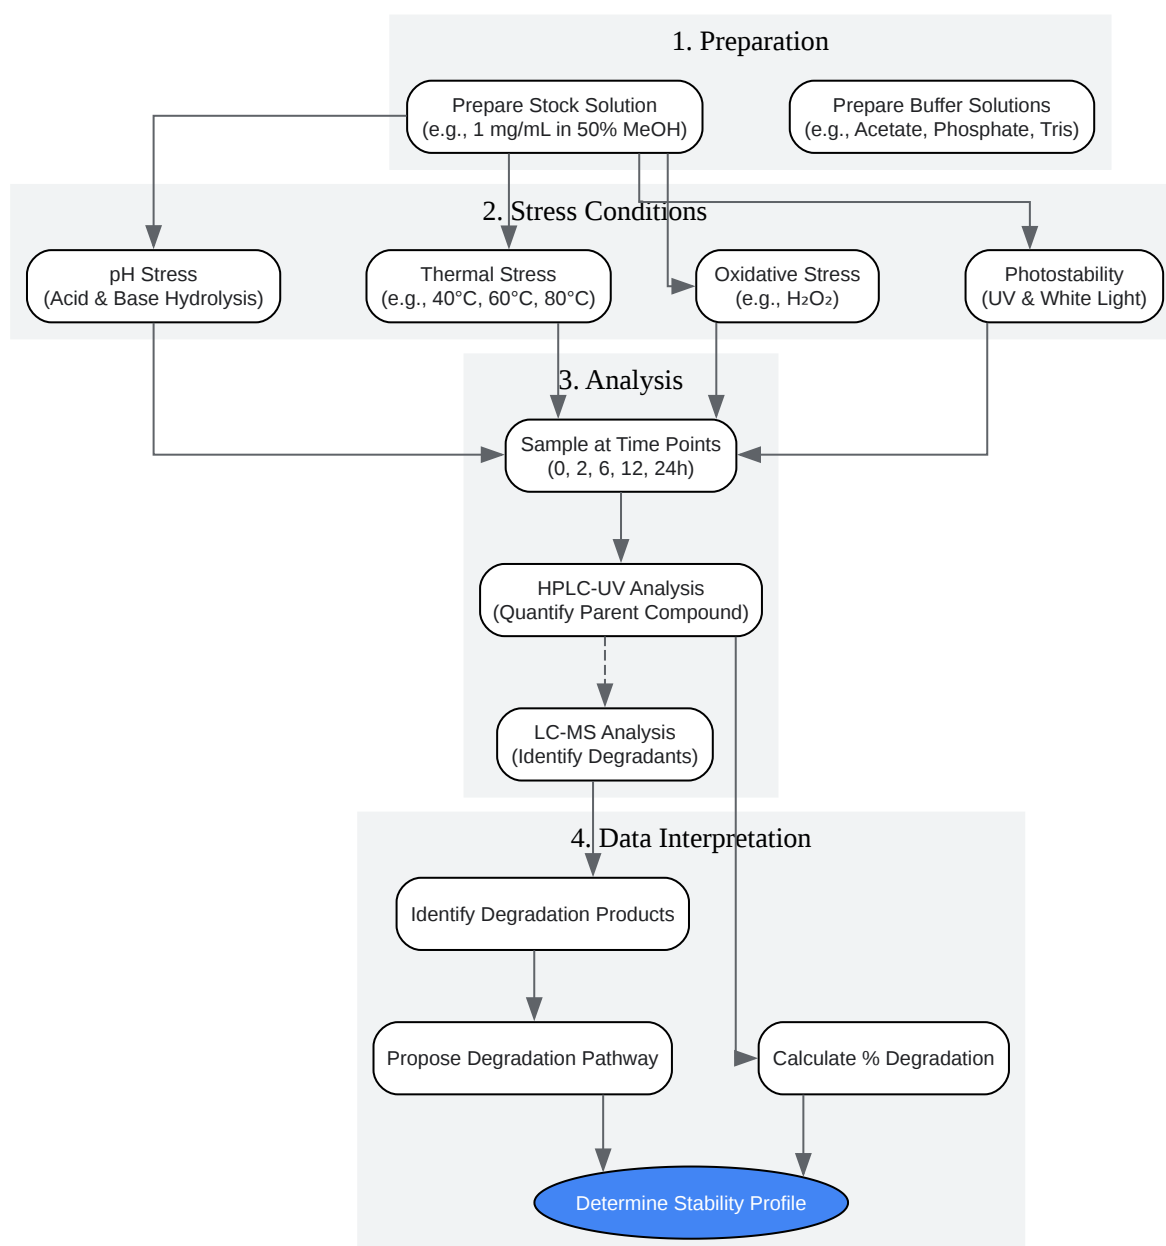 1. Preparation
Prepare Stock Solution
(e.g., 1 mg/mL in 50% MeOH)
Prepare Buffer Solutions
(e.g., Acetate, Phosphate, Tris)
2. Stress Conditions
pH Stress
(Acid & Base Hydrolysis)
Thermal Stress
(e.g., 40°C, 60°C, 80°C)
Oxidative Stress
(e.g., H₂O₂)
Photostability
(UV & White Light)
3. Analysis
Sample at Time Points
(0, 2, 6, 12, 24h)
HPLC-UV Analysis
(Quantify Parent Compound)
LC-MS Analysis
(Identify Degradants)
4. Data Interpretation
Identify Degradation Products
Propose Degradation Pathway
Calculate % Degradation
Determine Stability Profile